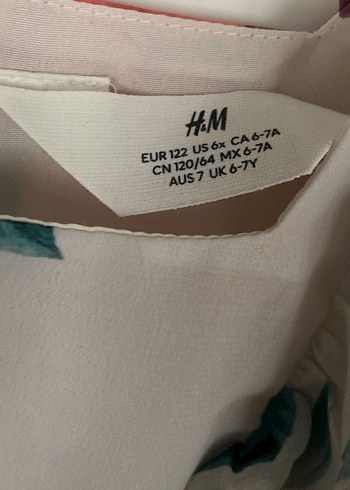 H&M
EUR 122 US 6x CA 6-7A
CN 120/64 MX 6-7A
AUS 7 UK 6-7Y